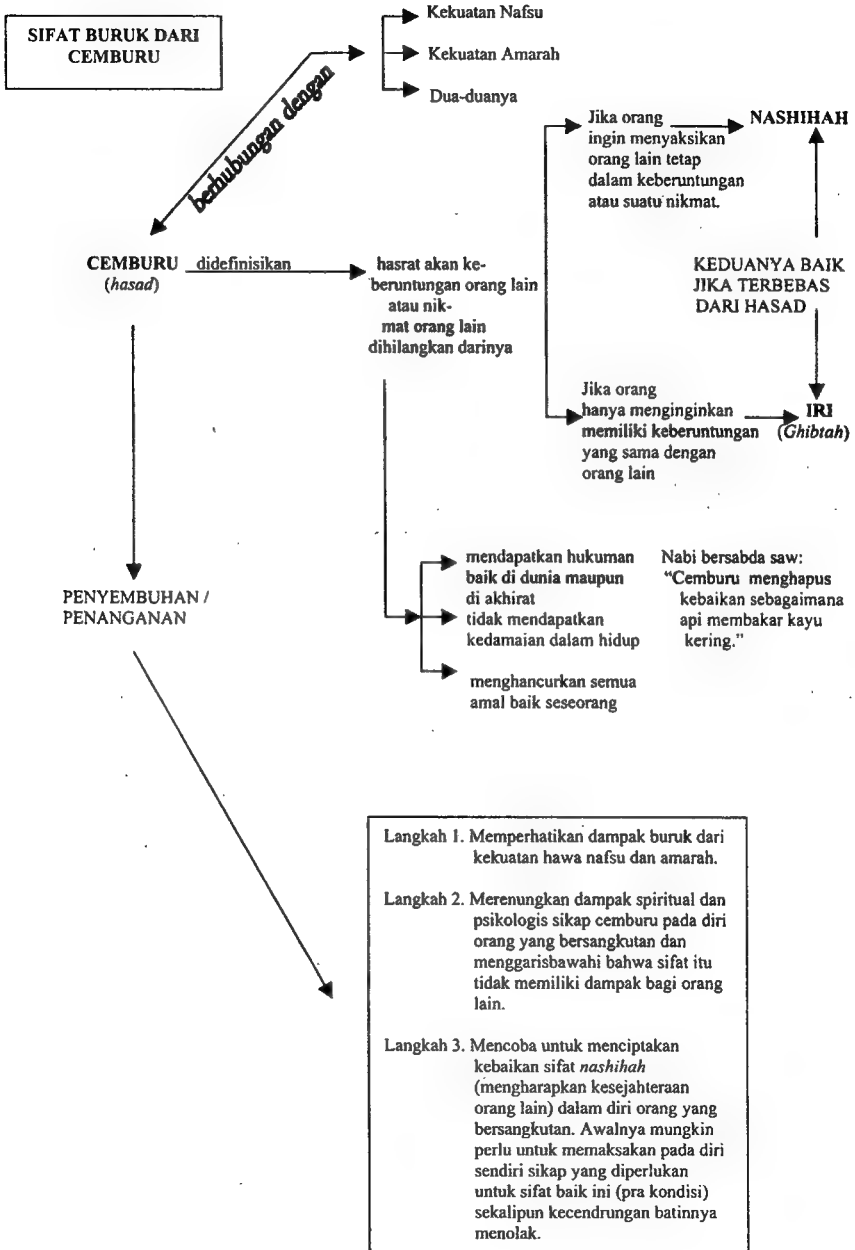 SIFAT BURUK DARI
CEMBURU
Kekuatan Nafsu
Kekuatan Amarah
Dua-duanya
berhubungan dengan
Jika orang
ingin menyaksikan
orang lain tetap
dalam keberuntungan
atau suatu nikmat.
NASHIHAH
CEMBURU
(hasad)
didefinisikan
hasrat akan ke-
beruntungan orang lain
atau nik-
mat orang lain
dihilangkan darinya
KEDUANYA BAIK
JIKA TERBEBAS
DARI HASAD
Jika orang
hanya menginginkan
memiliki keberuntungan
yang sama dengan
orang lain
IRI
(Ghibtah)
PENYEMBUHAN /
PENANGANAN
mendapatkan hukuman
baik di dunia maupun
di akhirat
tidak mendapatkan
kedamaian dalam hidup
menghancurkan semua
amal baik seseorang
Nabi bersabda saw:
“Cemburu menghapus
kebaikan sebagaimana
api membakar kayu
kering.”
Langkah 1. Memperhatikan dampak buruk dari
kekuatan hawa nafsu dan amarah.
Langkah 2. Merenungkan dampak spiritual dan
psikologis sikap cemburu pada diri
orang yang bersangkutan dan
menggarisbawahi bahwa sifat itu
tidak memiliki dampak bagi orang
lain.
Langkah 3. Mencoba untuk menciptakan
kebaikan sifat nashihah
(mengharapkan kesejahteraan
orang lain) dalam diri orang yang
bersangkutan. Awalnya mungkin
perlu untuk memaksakan pada diri
sendiri sikap yang diperlukan
untuk sifat baik ini (pra kondisi)
sekalipun kecendrungan batinnya
menolak.